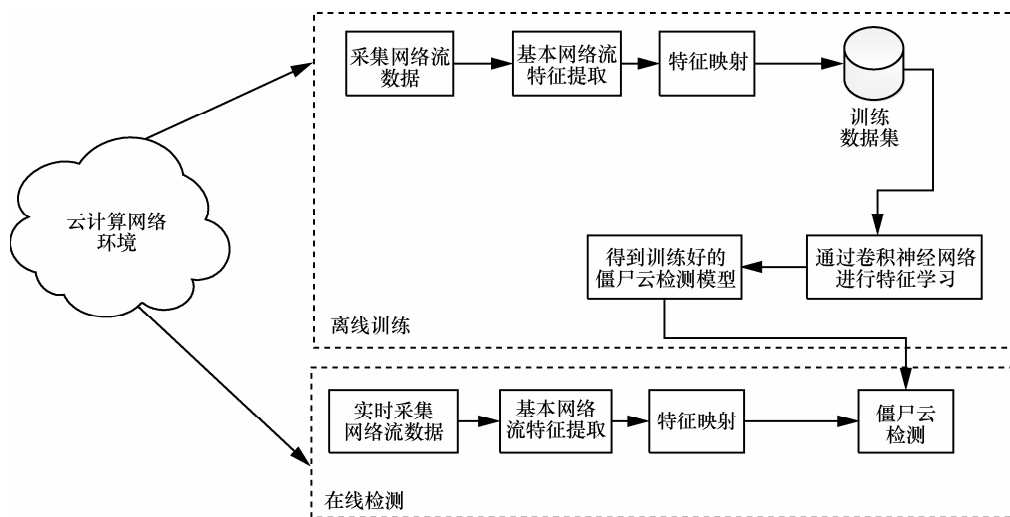 采集网络流
数据
基本网络流
特征提取
特征映射
训练
数据集
云计算网络
环境
得到训练好的
僵尸云检测模型
通过卷积神经网络
进行特征学习
离线训练
实时采集
网络流数据
基本网络
流特征提取
特征映射
僵尸云
检测
在线检测